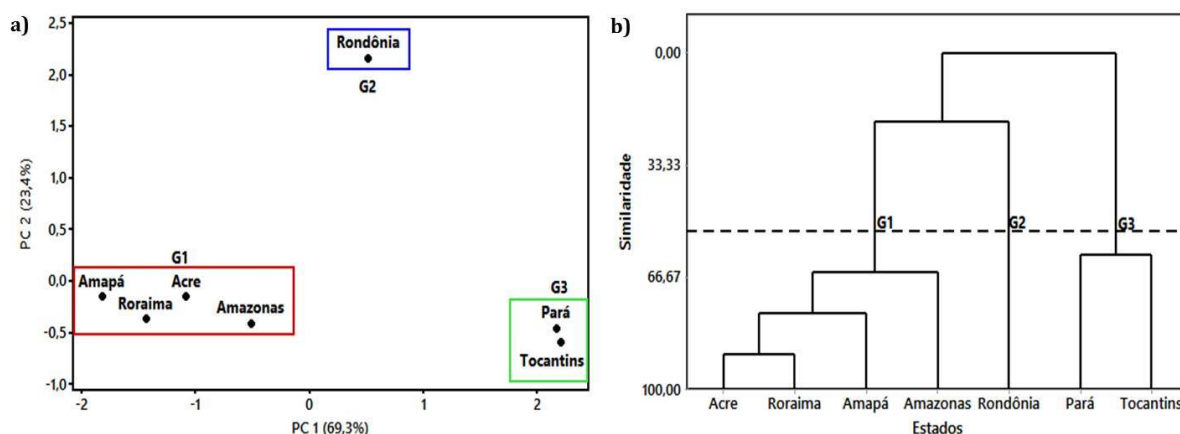 a)
2,5
2,0
1,5
1,0
0,5
0,0
-0,5
-1,0
PC 2 (23,4%)
Rondônia
G2
G1
Amapá
Acre
Roraima
Amazonas
G3
Pará
Tocantins
-2
-1
0
1
2
PC 1 (69,3%)
b)
Similaridade
0,00
33,33
66,67
100,00
G1
G2
G3
Acre
Roraima
Amapá
Amazonas
Rondônia
Pará
Tocantins
Estados